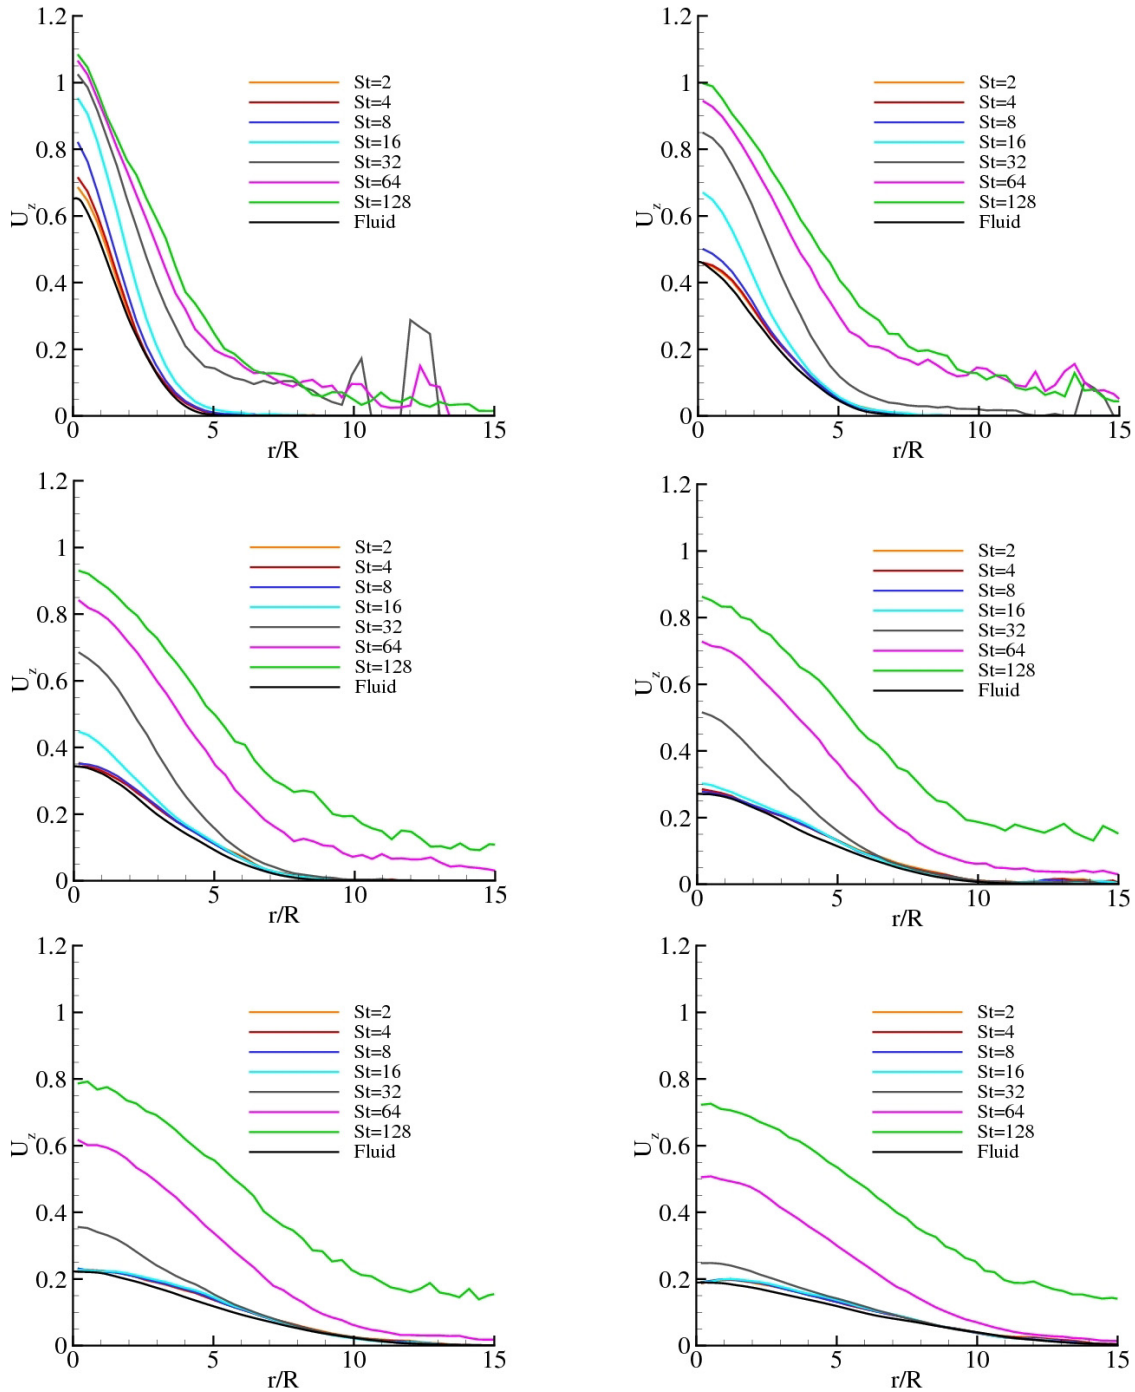 1.2
1
0.8
0.6
0.4
0.2
0
U_z
St=2
St=4
St=8
St=16
St=32
St=64
St=128
Fluid
0 5 10 15
r/R
1.2
1
0.8
0.6
0.4
0.2
0
U_z
St=2
St=4
St=8
St=16
St=32
St=64
St=128
Fluid
0 5 10 15
r/R
1.2
1
0.8
0.6
0.4
0.2
0
U_z
St=2
St=4
St=8
St=16
St=32
St=64
St=128
Fluid
0 5 10 15
r/R
1.2
1
0.8
0.6
0.4
0.2
0
U_z
St=2
St=4
St=8
St=16
St=32
St=64
St=128
Fluid
0 5 10 15
r/R
1.2
1
0.8
0.6
0.4
0.2
0
U_z
St=2
St=4
St=8
St=16
St=32
St=64
St=128
Fluid
0 5 10 15
r/R
1.2
1
0.8
0.6
0.4
0.2
0
U_z
St=2
St=4
St=8
St=16
St=32
St=64
St=128
Fluid
0 5 10 15
r/R